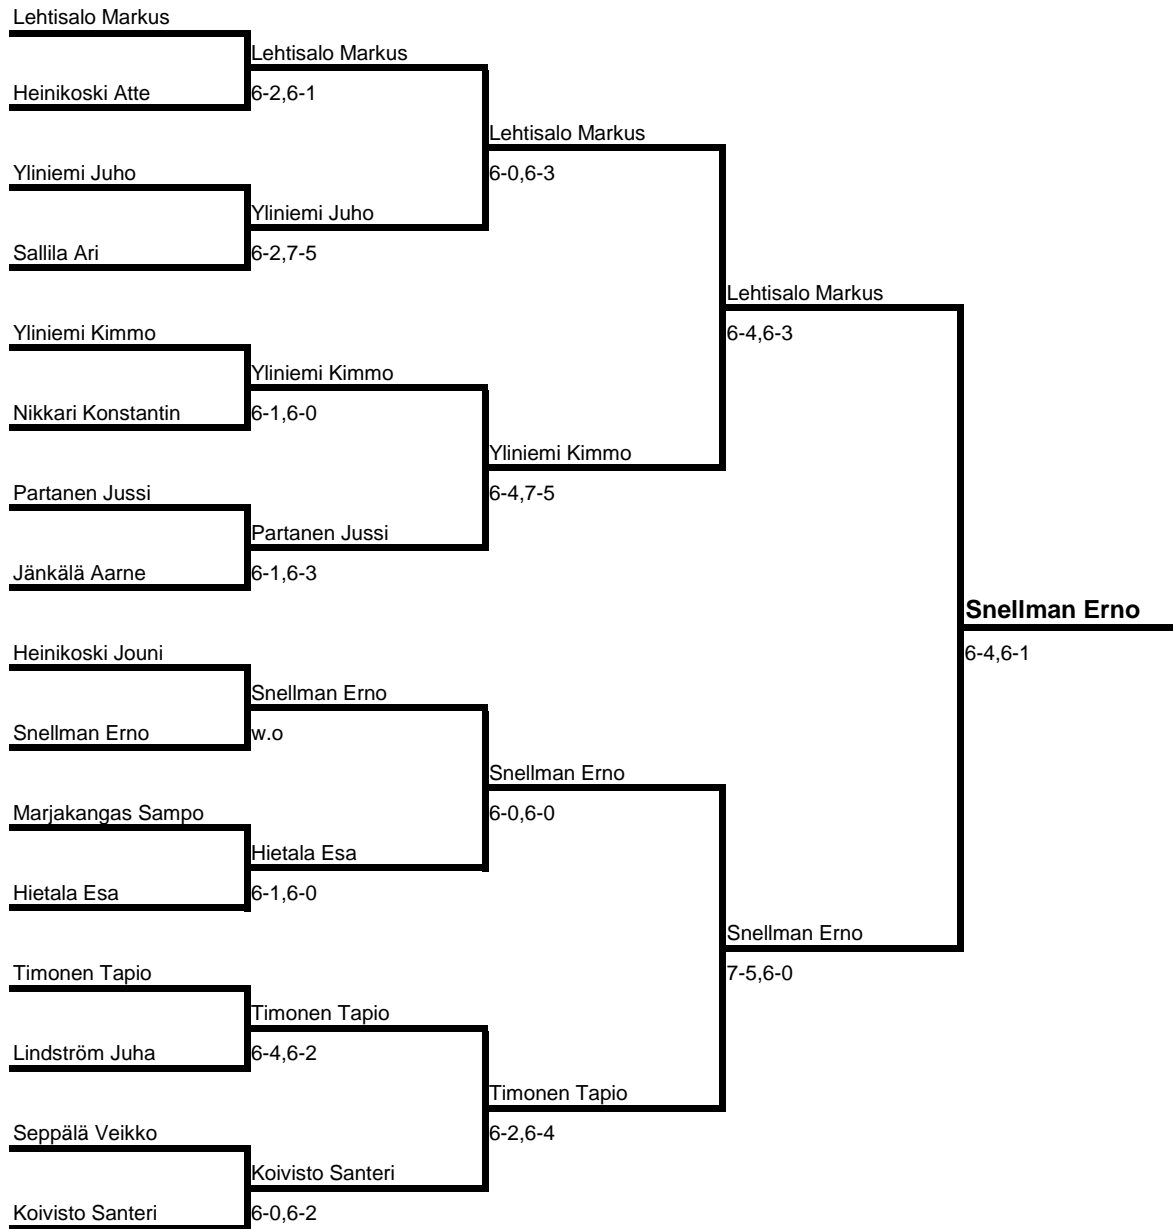 Lehtisalo Markus
Lehtisalo Markus
Heinikoski Atte
6-2,6-1
Lehtisalo Markus
Yliniemi Juho
6-0,6-3
Yliniemi Juho
Sallila Ari
6-2,7-5
Lehtisalo Markus
Yliniemi Kimmo
6-4,6-3
Yliniemi Kimmo
Nikkari Konstantin
6-1,6-0
Yliniemi Kimmo
Partanen Jussi
6-4,7-5
Partanen Jussi
Jänkälä Aarne
6-1,6-3
Snellman Erno
Heinikoski Jouni
6-4,6-1
Snellman Erno
Snellman Erno
w.o
Snellman Erno
Marjakangas Sampo
6-0,6-0
Hietala Esa
Hietala Esa
6-1,6-0
Snellman Erno
Timonen Tapio
7-5,6-0
Timonen Tapio
Lindström Juha
6-4,6-2
Timonen Tapio
Seppälä Veikko
6-2,6-4
Koivisto Santeri
Koivisto Santeri
6-0,6-2